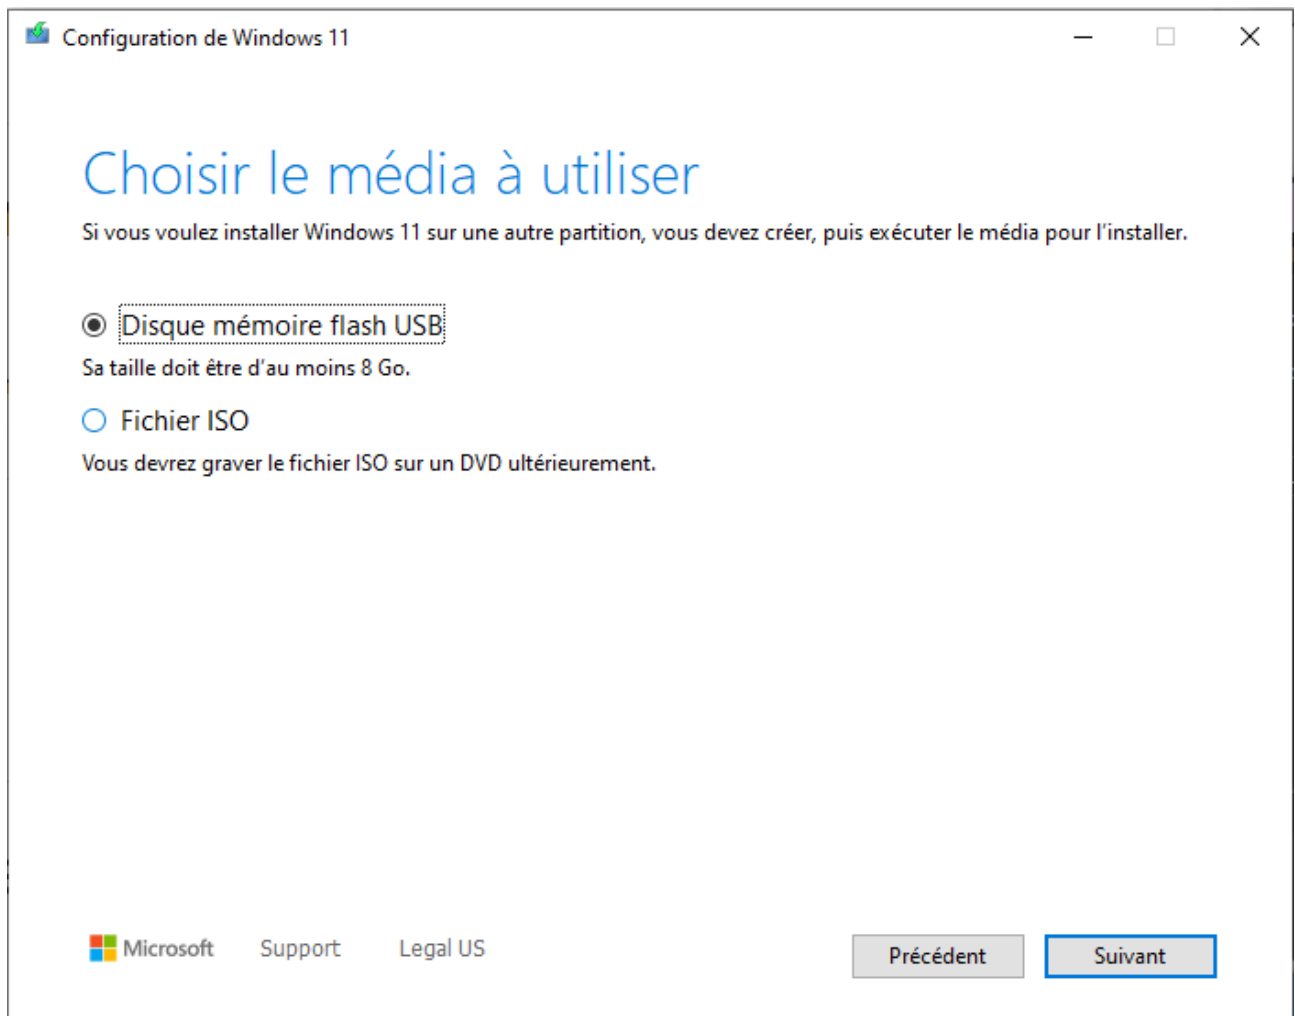 Configuration de Windows 11
Choisir le média à utiliser
Si vous voulez installer Windows 11 sur une autre partition, vous devez créer, puis exécuter le média pour l'installer.
Disque mémoire flash USB
Sa taille doit être d'au moins 8 Go.
Fichier ISO
Vous devrez graver le fichier ISO sur un DVD ultérieurement.
Microsoft Support Legal US Précédent Suivant